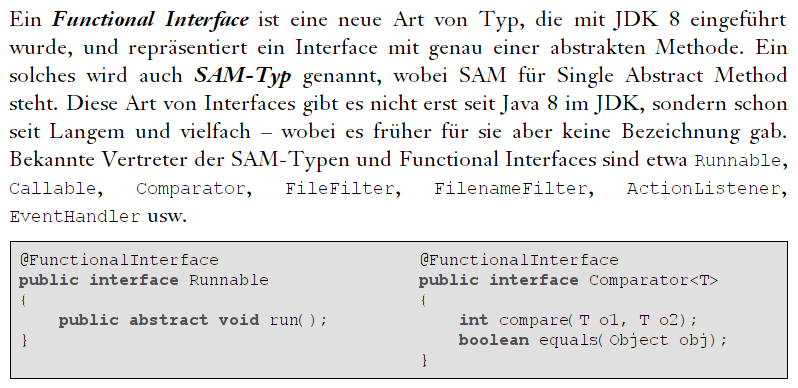 Ein Functional Interface ist eine neue Art von Typ, die mit JDK 8 eingeführt
wurde, und repräsentiert ein Interface mit genau einer abstrakten Methode. Ein
solches wird auch SAM-Typ genannt, wobei SAM für Single Abstract Method
steht. Diese Art von Interfaces gibt es nicht erst seit Java 8 im JDK, sondern schon
seit Langem und vielfach – wobei es früher für sie aber keine Bezeichnung gab.
Bekannte Vertreter der SAM-Typen und Functional Interfaces sind etwa Runnable,
Callable, Comparator, FileFilter, FilenameFilter, ActionListener,
EventHandler usw.
@FunctionalInterface
public interface Runnable
{
public abstract void run();
}
@FunctionalInterface
public interface Comparator<T>
{
int compare(T o1, T o2);
boolean equals(Object obj);
}